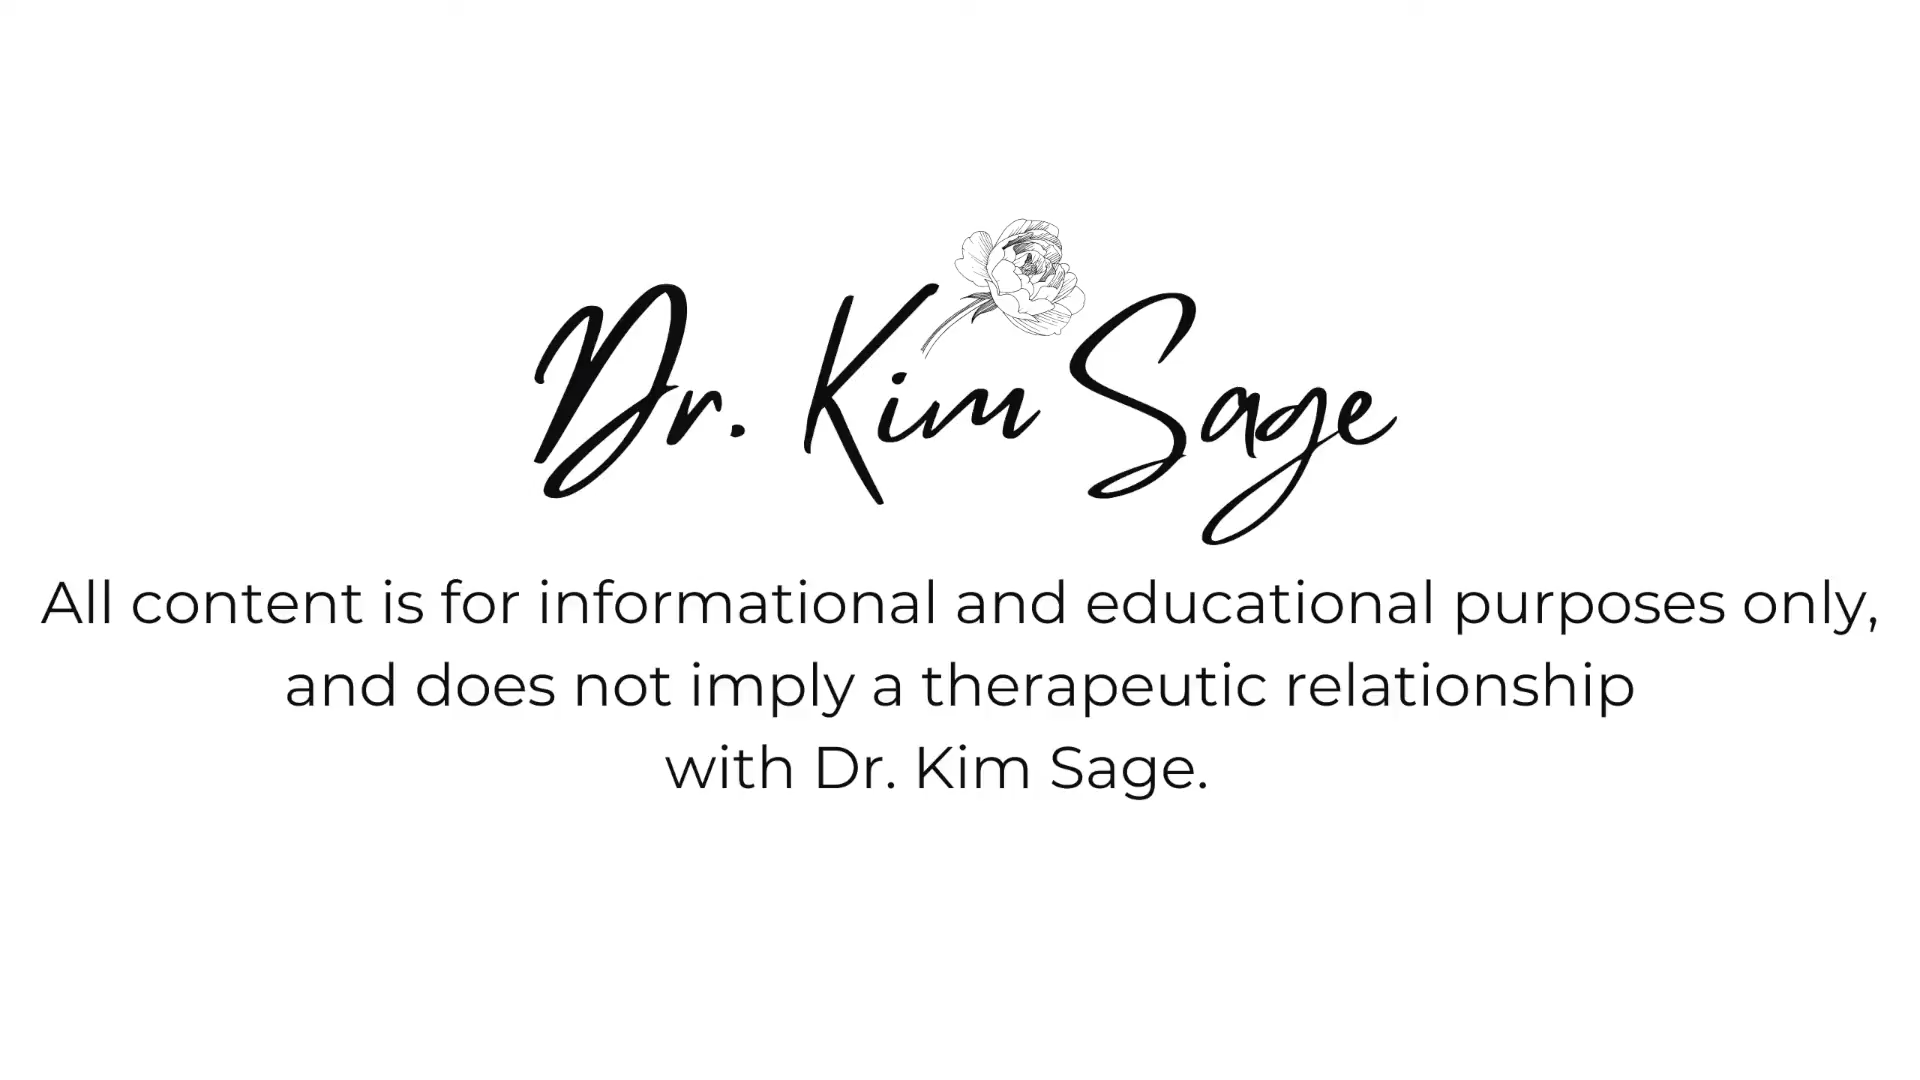 Dr. Kim Sage
All content is for informational and educational purposes only,
and does not imply a therapeutic relationship
with Dr. Kim Sage.